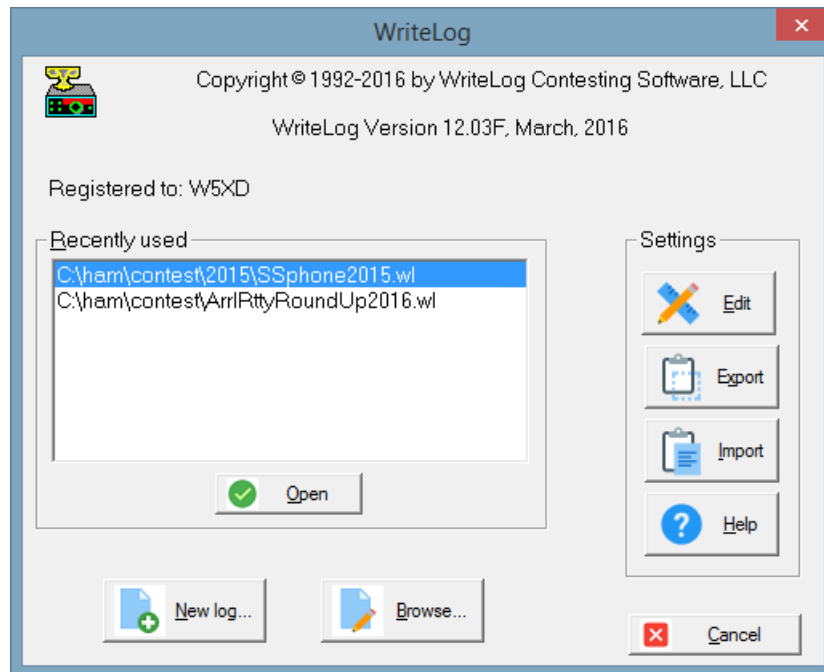 WriteLog
Copyright © 1992-2016 by WriteLog Contesting Software, LLC
WriteLog Version 12.03F, March, 2016
Registered to: W5XD
Recently used
C:\ham\contest\2015\SSphone2015.wl
C:\ham\contest\ArrlRttyRoundUp2016.wl
Open
Settings
Edit
Export
Import
Help
New log...
Browse...
Cancel